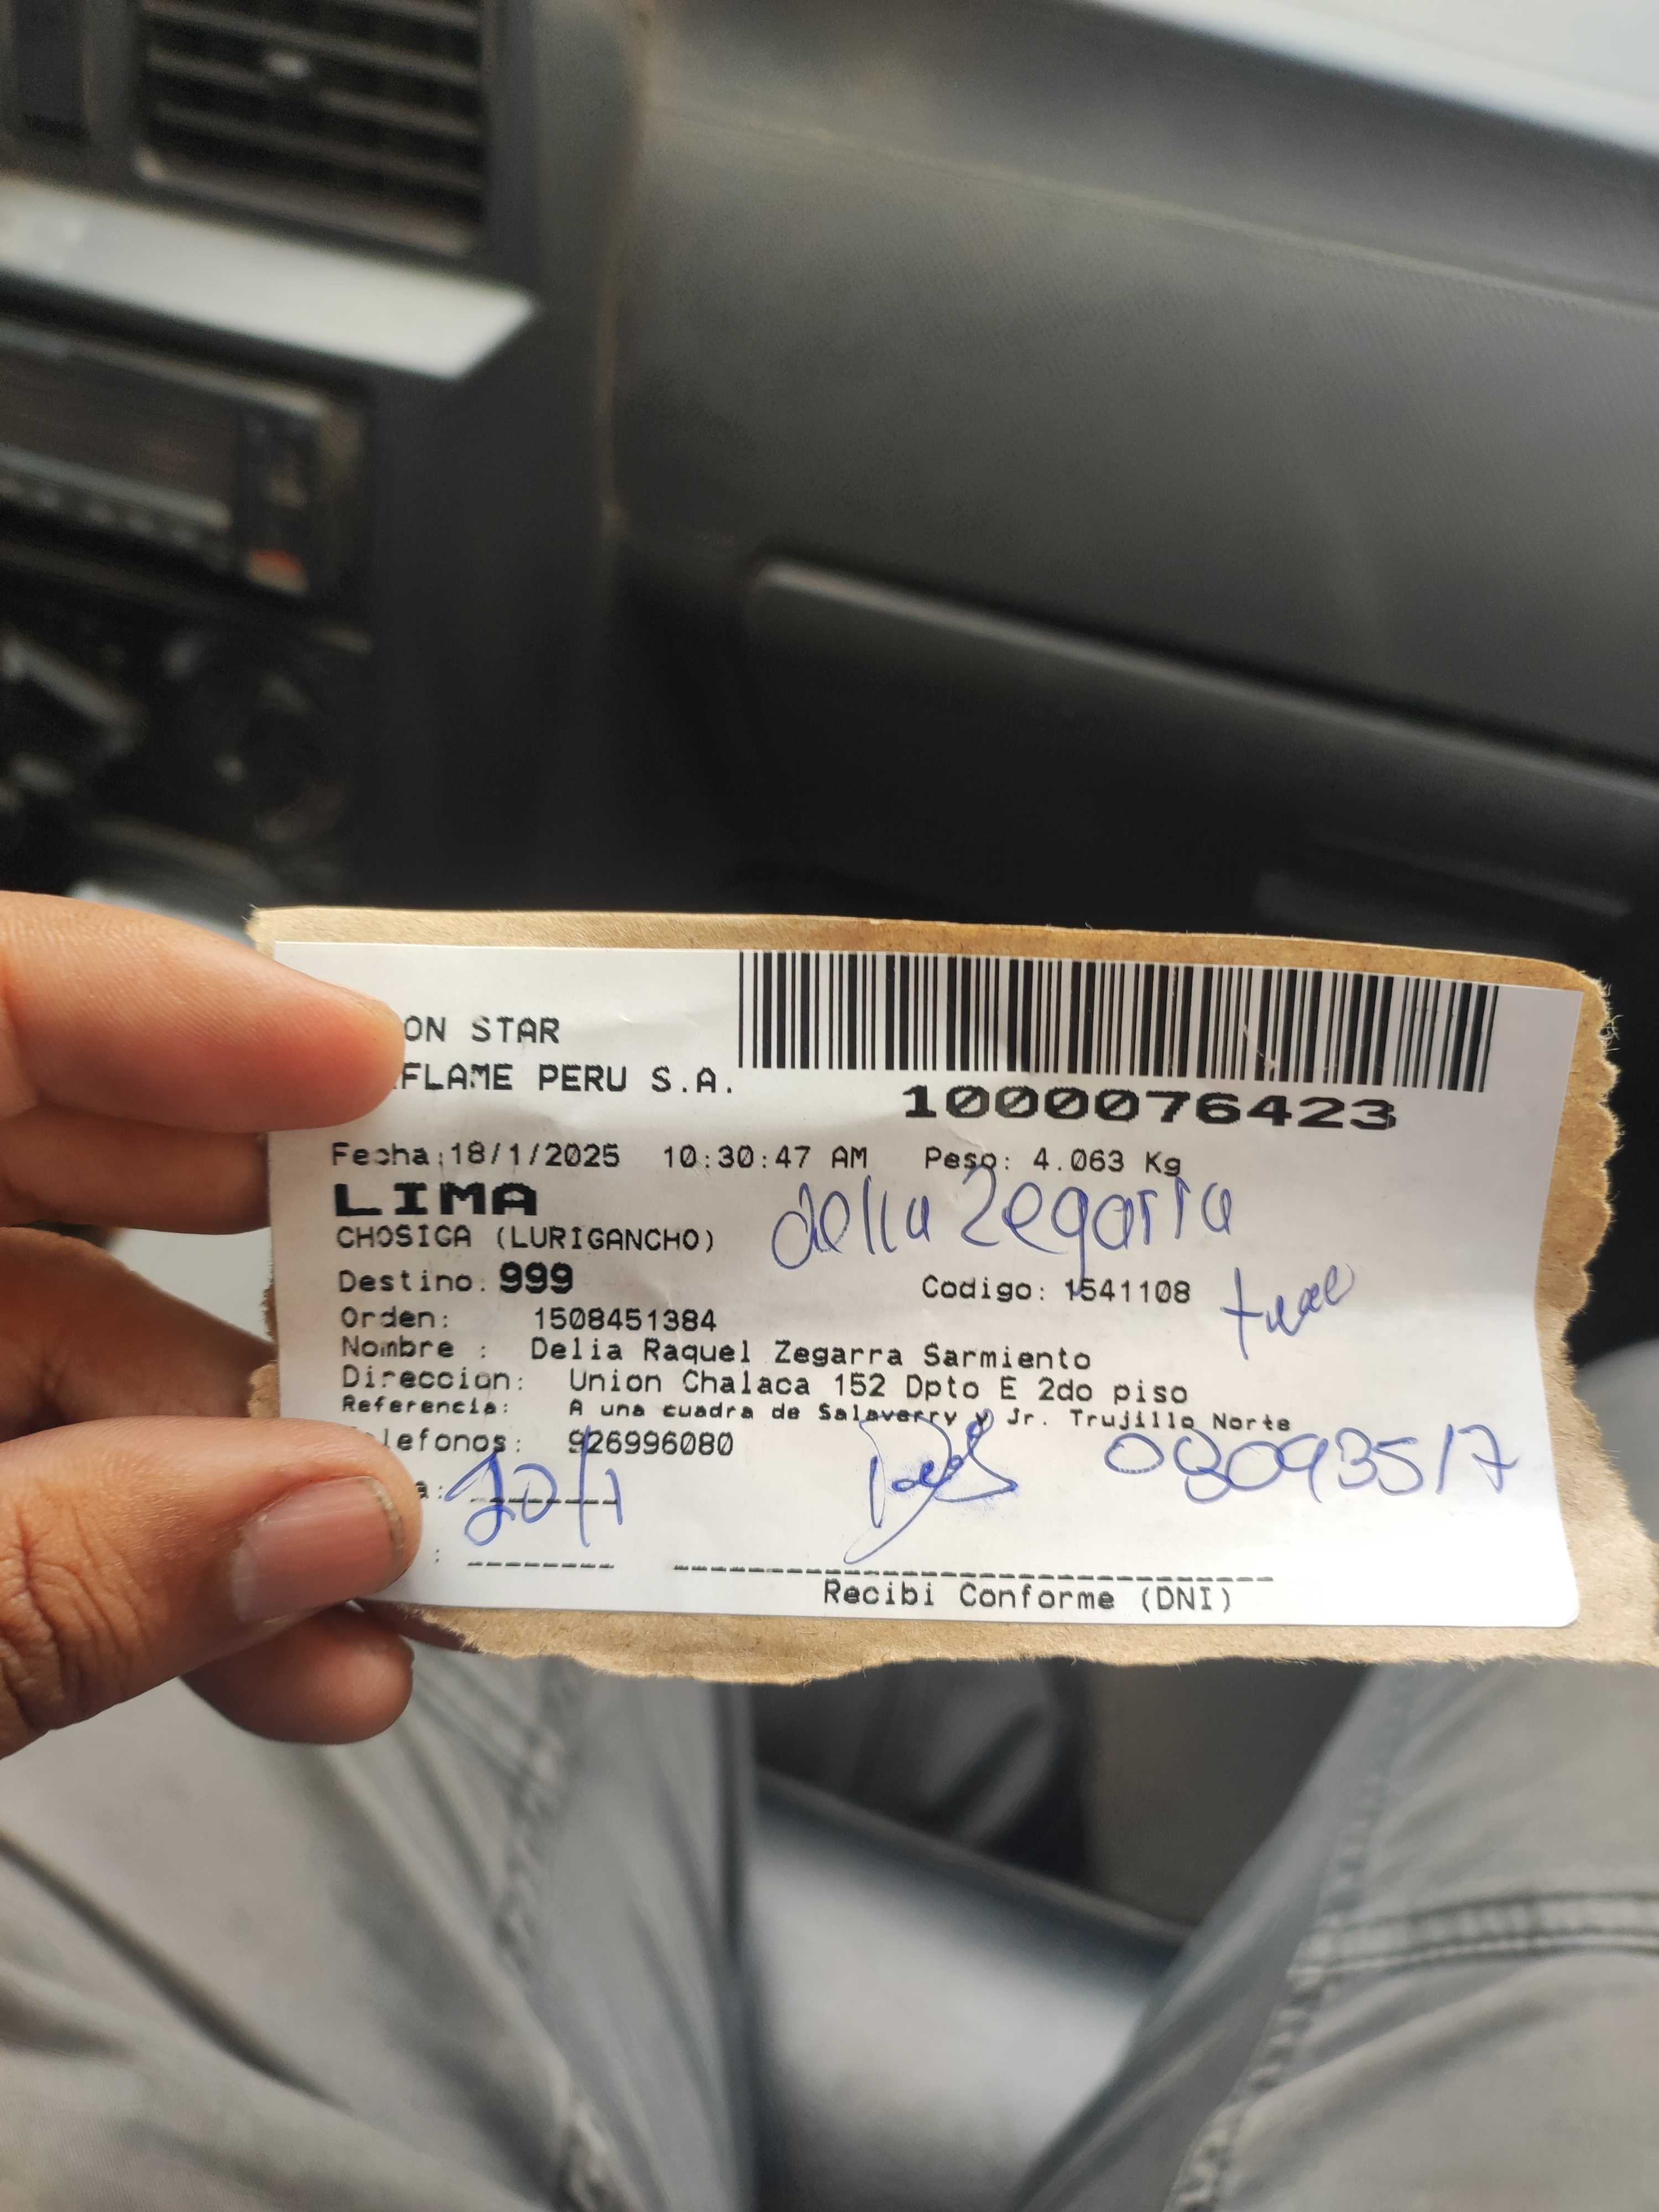 ON STAR
FLAME PERU S.A.
1000076423
Fecha:18/1/2025 10:30:47 AM Peso: 4.063 Kg
LIMA
CHOSICA (LURIGANCHO)
delia Zegarra
Destino: 999 Codigo: 1541108
Orden: 1508451384
Nombre : Delia Raquel Zegarra Sarmiento
Direccion: Union Chalaca 152 Dpto E 2do piso
Referencia: A una cuadra de Salaverry y Jr. Trujillo Norte
lefonos: 926996080
a: 20/1
08093517
Recibi Conforme (DNI)